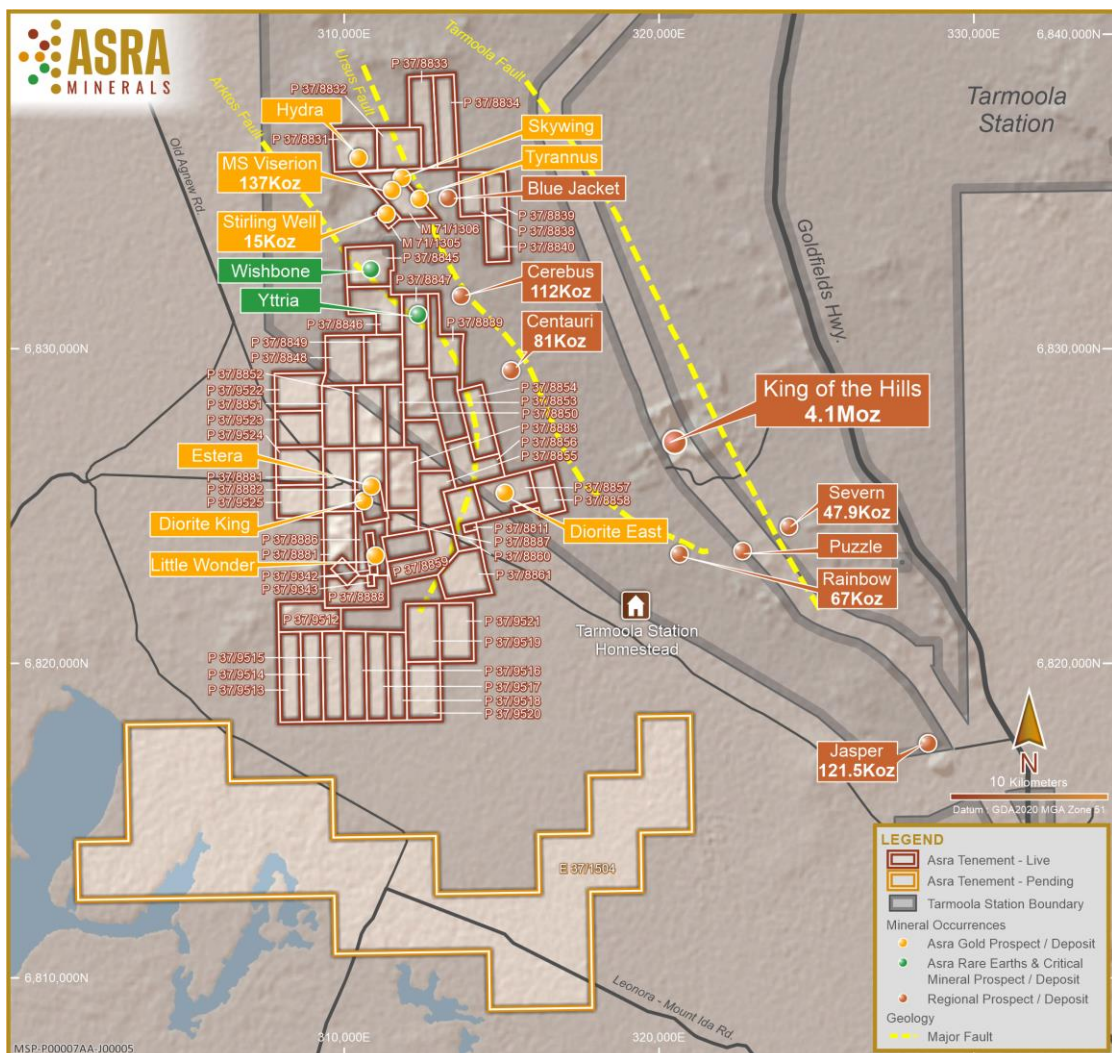 ASRA
MINERALS
310,000E
320,000E
330,000E
6,840,000N
Arktos Fault
Ursus Fault
Tarmoola Fault
Old Agnew Rd.
Goldfields Hwy.
Tarmoola
Station
P 37/8833
P 37/8832
P 37/8834
P 37/8831
Hydra
Skywing
MS Viserion
137Koz
Tyrannus
Blue Jacket
Stirling Well
15Koz
P 37/8839
P 37/8838
P 37/8840
M 71/1306
M 71/1305
P 37/8845
Wishbone
P 37/8847
Yttria
Cerebus
112Koz
P 37/8846
P 37/8849
P 37/8889
Centauri
81Koz
6,830,000N
6,830,000N
P 37/8848
P 37/8852
P 37/9522
P 37/8851
P 37/9523
P 37/9524
P 37/8854
P 37/8853
P 37/8850
P 37/8883
P 37/8856
P 37/8855
King of the Hills
4.1Moz
Estera
P 37/8881
P 37/8882
P 37/9525
P 37/8857
P 37/8858
Severn
47.9Koz
Diorite King
Diorite East
P 37/8886
P 37/8811
P 37/8887
P 37/8860
Puzzle
Little Wonder
P 37/8881
P 37/9342
P 37/9343
P 37/8859
P 37/8861
P 37/8888
Rainbow
67Koz
P 37/9512
P 37/9521
P 37/9519
Tarmoola Station
Homestead
6,820,000N
6,820,000N
P 37/9515
P 37/9514
P 37/9513
P 37/9516
P 37/9517
P 37/9518
P 37/9520
Jasper
121.5Koz
N
10 Kilometers
Datum : GDA2020 MGA Zone 51
E 37/1504
6,810,000N
Leonora - Mount Ida Rd.
LEGEND
Asra Tenement - Live
Asra Tenement - Pending
Tarmoola Station Boundary
Mineral Occurrences
Asra Gold Prospect / Deposit
Asra Rare Earths & Critical
Mineral Prospect / Deposit
Regional Prospect / Deposit
Geology
Major Fault
310,000E
320,000E
MSP-P00007AA-J00005